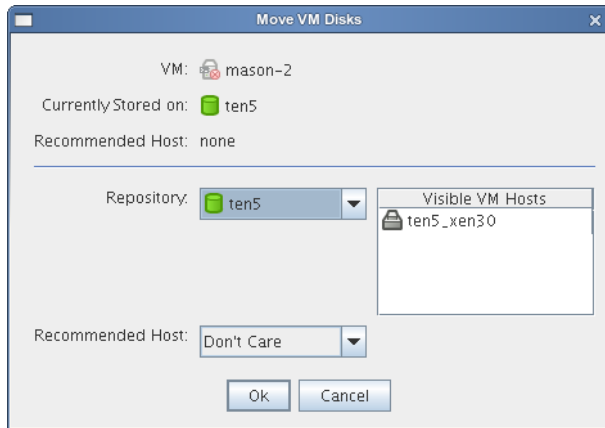 Move VM Disks
VM: mason-2
Currently Stored on: ten5
Recommended Host: none
Repository: ten5
Visible VM Hosts
ten5_xen30
Recommended Host: Don't Care
Ok Cancel